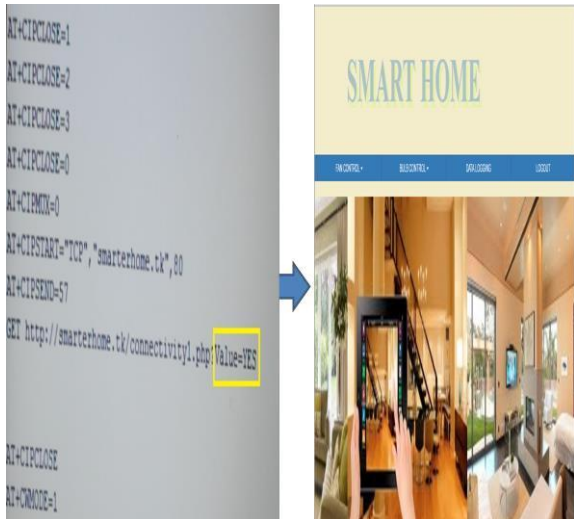 AT+CIPCLOSE=1
AT+CIPCLOSE=2
AT+CIPCLOSE=3
AT+CIPCLOSE=0
AT+CIPMUX=0
AT+CIPSTART="TCP","smarterhome.tk",80
AT+CIPSEND=57
GET http://smarterhome.tk/connectivity1.php?Value=YES
AT+CIPCLOSE
AT+CWMODE=1
SMART HOME
FAN CONTROL BULB CONTROL DATA LOGGING LOGOUT